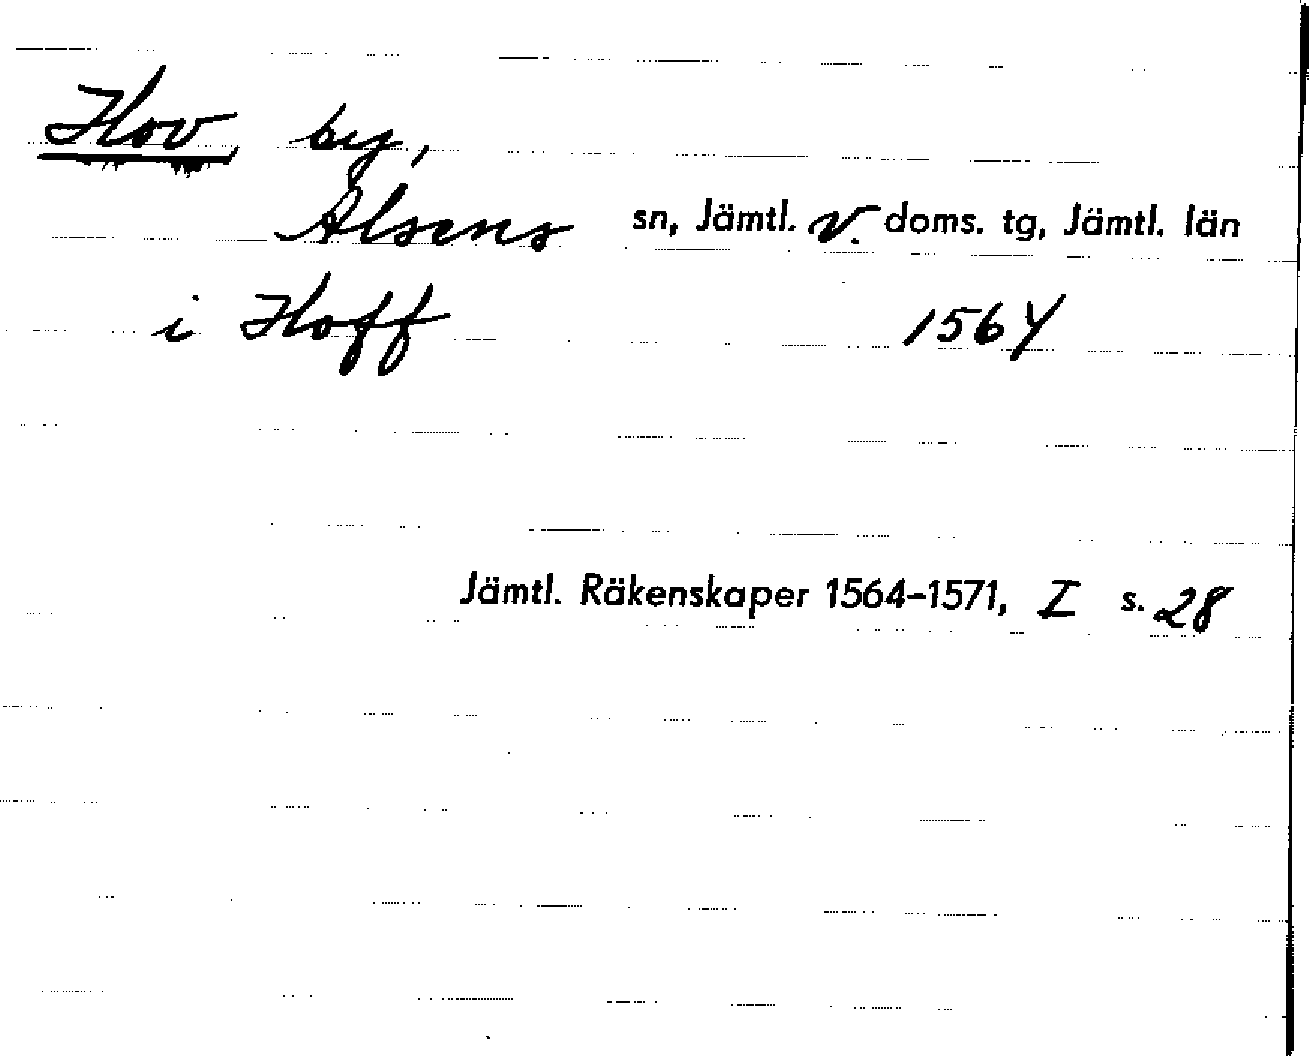 Hov by,
Alsens sn, Jämtl. v. doms. tg, Jämtl. län
i Hoff 1564
Jämtl. Räkenskaper 1564-1571, I s. 28